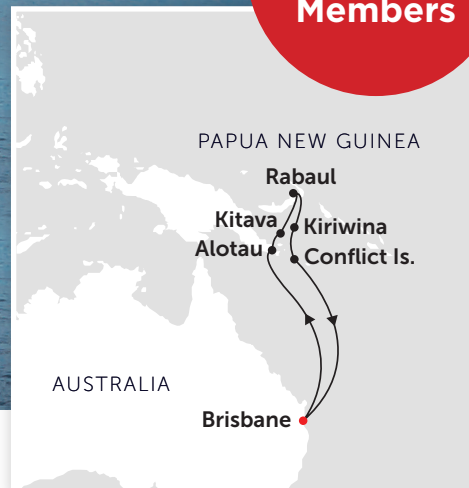 Members
PAPUA NEW GUINEA
Rabaul
Kitava
Kiriwina
Alotau
Conflict Is.
AUSTRALIA
Brisbane